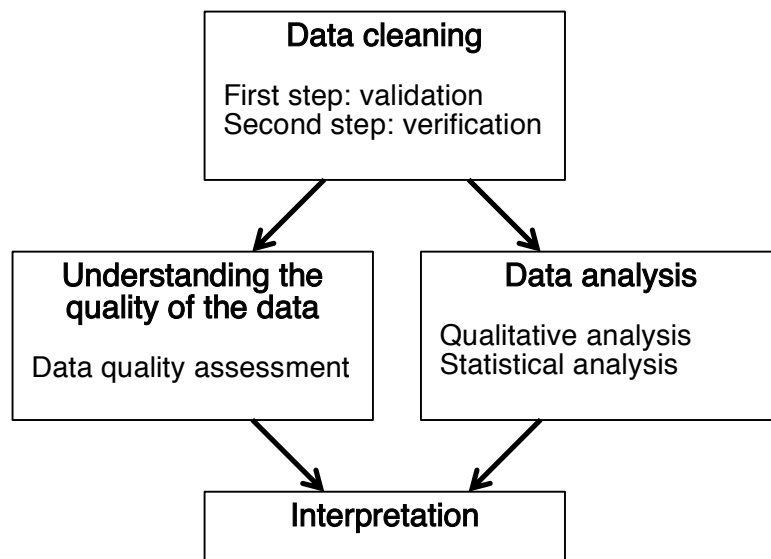 Data cleaning
First step: validation
Second step: verification
Understanding the
quality of the data
Data quality assessment
Data analysis
Qualitative analysis
Statistical analysis
Interpretation